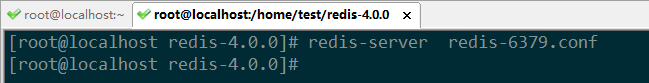 root@localhost:~
root@localhost:/home/test/redis-4.0.0
[root@localhost redis-4.0.0]# redis-server  redis-6379.conf
[root@localhost redis-4.0.0]#